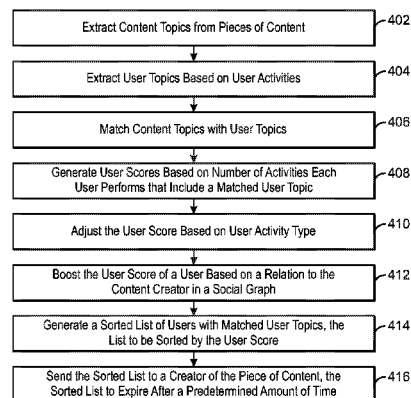 Extract Content Topics from Pieces of Content
402
Extract User Topics Based on User Activities
404
Match Content Topics with User Topics
406
Generate User Scores Based on Number of Activities Each
User Performs that Include a Matched User Topic
408
Adjust the User Score Based on User Activity Type
410
Boost the User Score of a User Based on a Relation to the
Content Creator in a Social Graph
412
Generate a Sorted List of Users with Matched User Topics, the
List to be Sorted by the User Score
414
Send the Sorted List to a Creator of the Piece of Content, the
Sorted List to Expire After a Predetermined Amount of Time
416